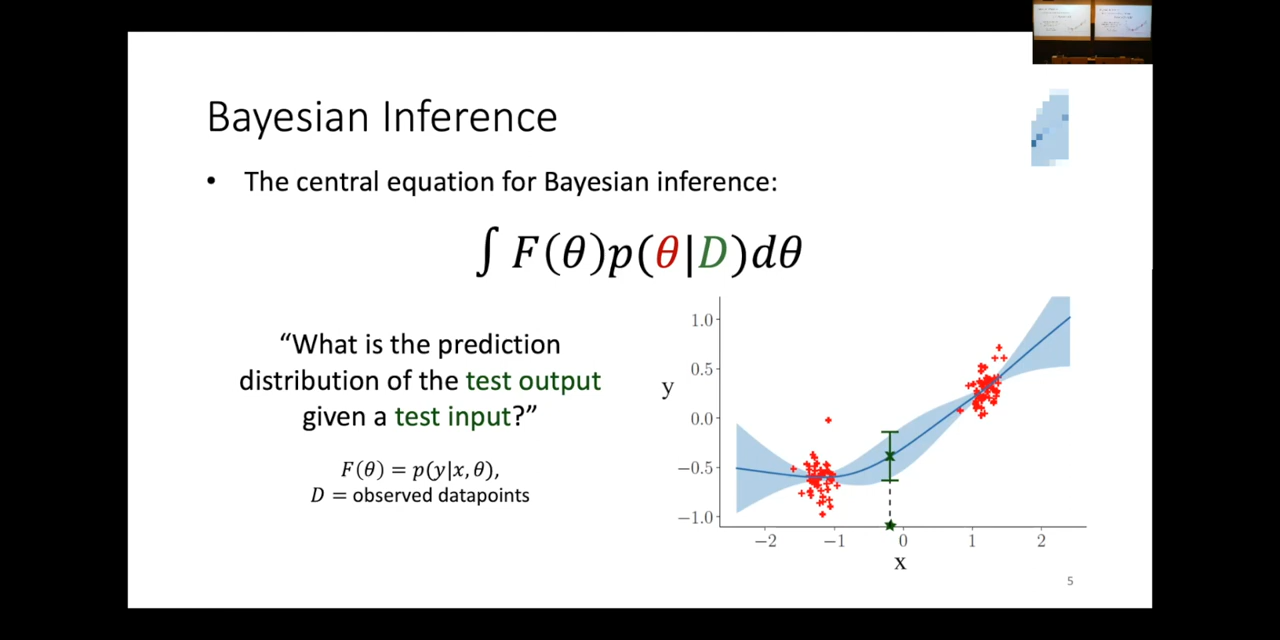 Bayesian Inference
• The central equation for Bayesian inference:
∫ F(θ)p(θ|D)dθ
“What is the prediction
distribution of the test output
given a test input?”
F(θ) = p(y|x, θ),
D = observed datapoints
1.0
0.5
0.0
−0.5
−1.0
y
−2 −1 0 1 2
x
5